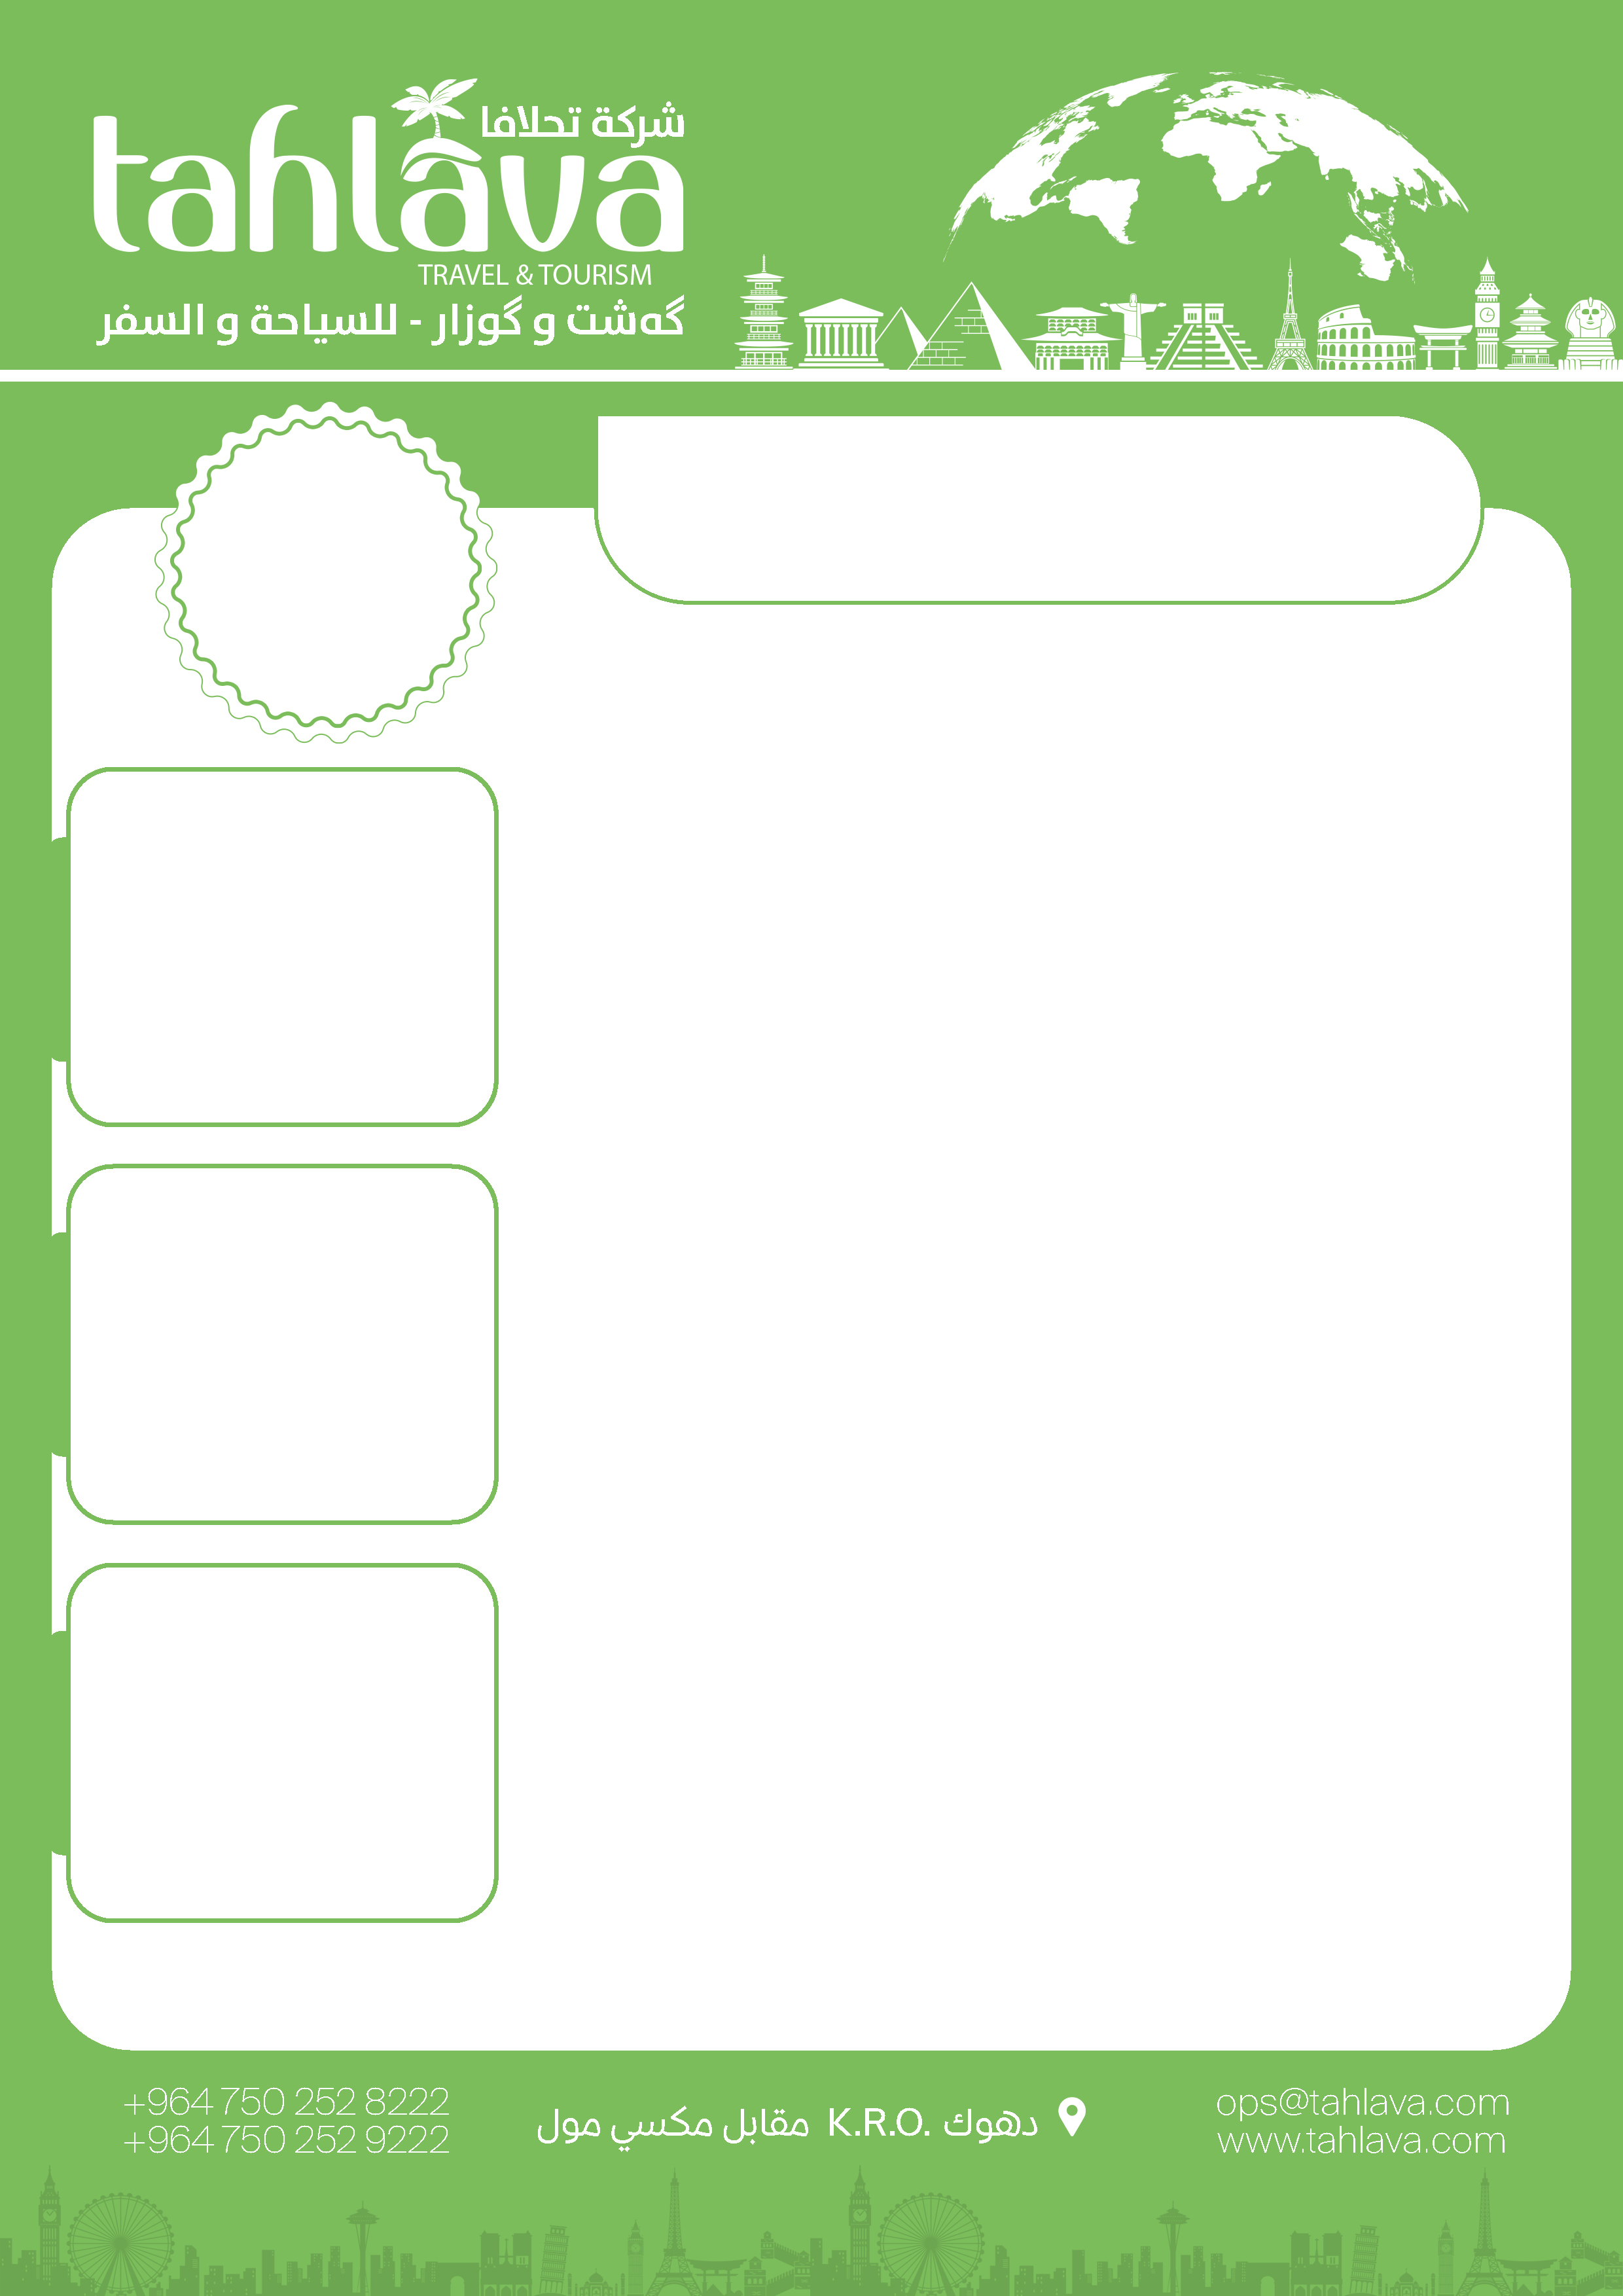 شركة تحلافا
tahlava
TRAVEL & TOURISM
گەشت و گوزار - للسياحة و السفر
+964 750 252 8222
+964 750 252 9222
دهوك K.R.O. مقابل مكسي مول
ops@tahlava.com
www.tahlava.com